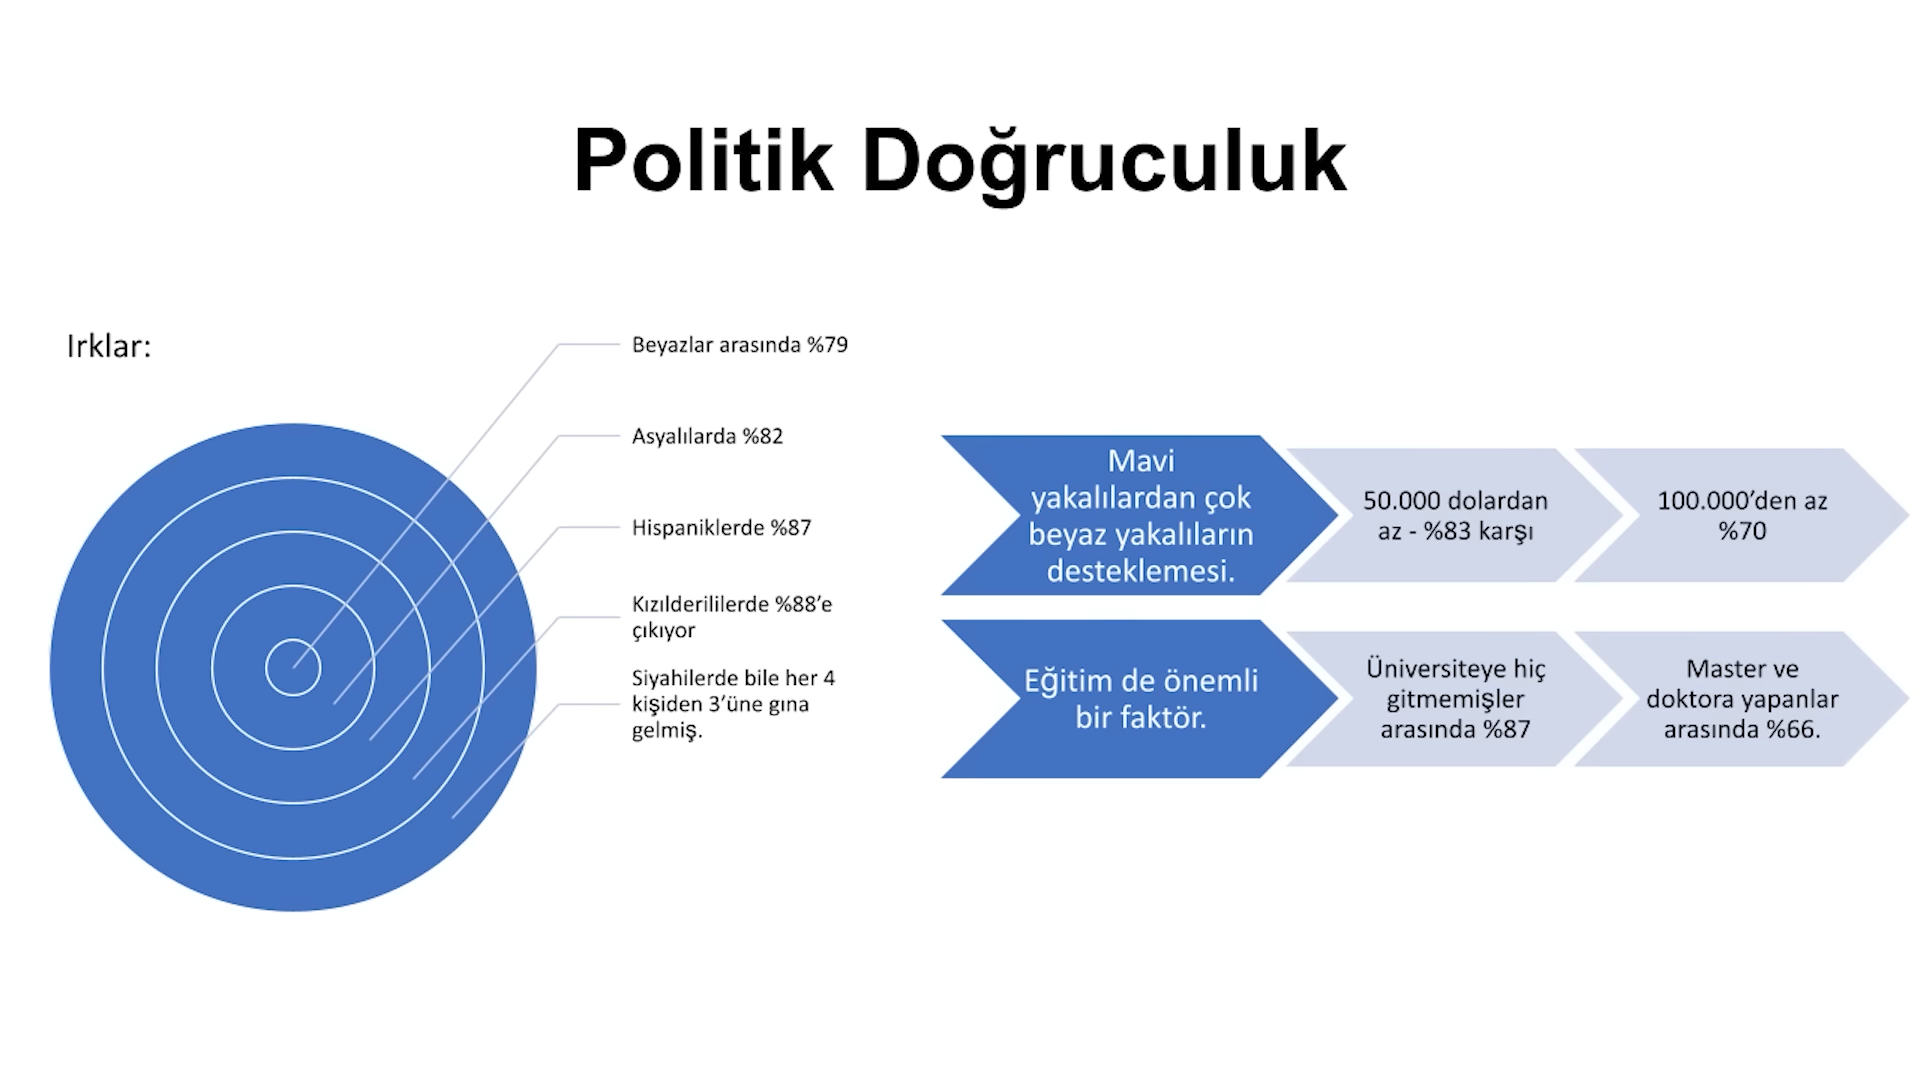 Politik Doğruculuk
Irklar:
Beyazlar arasında %79
Asyalılarda %82
Hispaniklerde %87
Kızılderililerde %88’e
çıkıyor
Siyahilerde bile her 4
kişiden 3’üne gına
gelmiş.
Mavi
yakalılardan çok
beyaz yakalıların
desteklemesi.
50.000 dolardan
az - %83 karşı
100.000’den az
%70
Eğitim de önemli
bir faktör.
Üniversiteye hiç
gitmemişler
arasında %87
Master ve
doktora yapanlar
arasında %66.